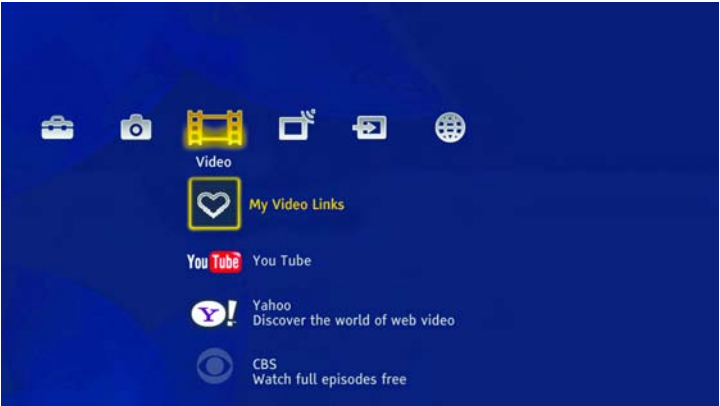 Video
My Video Links
You Tube You Tube
Y! Yahoo
Discover the world of web video
CBS
Watch full episodes free